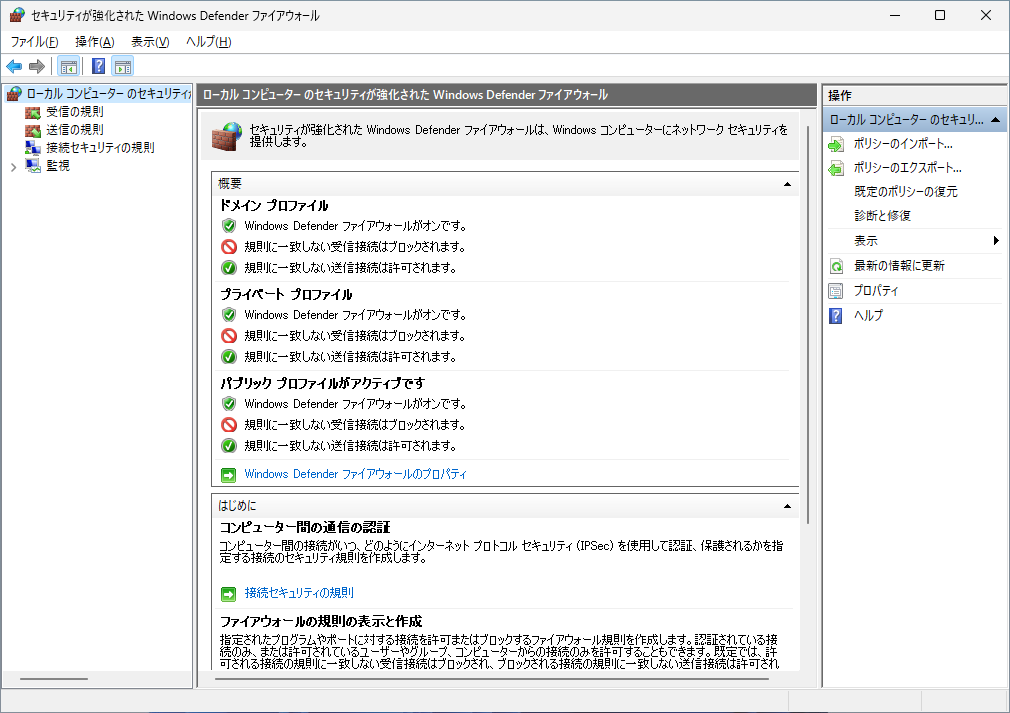 セキュリティが強化された Windows Defender ファイアウォール
ファイル(F) 操作(A) 表示(V) ヘルプ(H)
ローカル コンピューター のセキュリティが
受信の規則
送信の規則
接続セキュリティの規則
監視
ローカル コンピューター のセキュリティが強化された Windows Defender ファイアウォール
セキュリティが強化された Windows Defender ファイアウォールは、Windows コンピューターにネットワーク セキュリティを
提供します。
概要
ドメイン プロファイル
Windows Defender ファイアウォールがオンです。
規則に一致しない受信接続はブロックされます。
規則に一致しない送信接続は許可されます。
プライベート プロファイル
Windows Defender ファイアウォールがオンです。
規則に一致しない受信接続はブロックされます。
規則に一致しない送信接続は許可されます。
パブリック プロファイルがアクティブです
Windows Defender ファイアウォールがオンです。
規則に一致しない受信接続はブロックされます。
規則に一致しない送信接続は許可されます。
Windows Defender ファイアウォールのプロパティ
はじめに
コンピューター間の通信の認証
コンピューター間の接続がいつ、どのようにインターネット プロトコル セキュリティ (IPSec) を使用して認証、保護されるかを指
定する接続のセキュリティ規則を作成します。
接続セキュリティの規則
ファイアウォールの規則の表示と作成
指定されたプログラムやポートに対する接続を許可またはブロックするファイアウォール規則を作成します。認証されている接
続のみ、または許可されているユーザーやグループ、コンピューターからの接続のみを許可することもできます。既定では、許
可される接続の規則に一致しない受信接続はブロックされ、ブロックされる接続の規則に一致しない送信接続は許可され
操作
ローカル コンピューター のセキュリ...
ポリシーのインポート...
ポリシーのエクスポート...
既定のポリシーの復元
診断と修復
表示
最新の情報に更新
プロパティ
ヘルプ